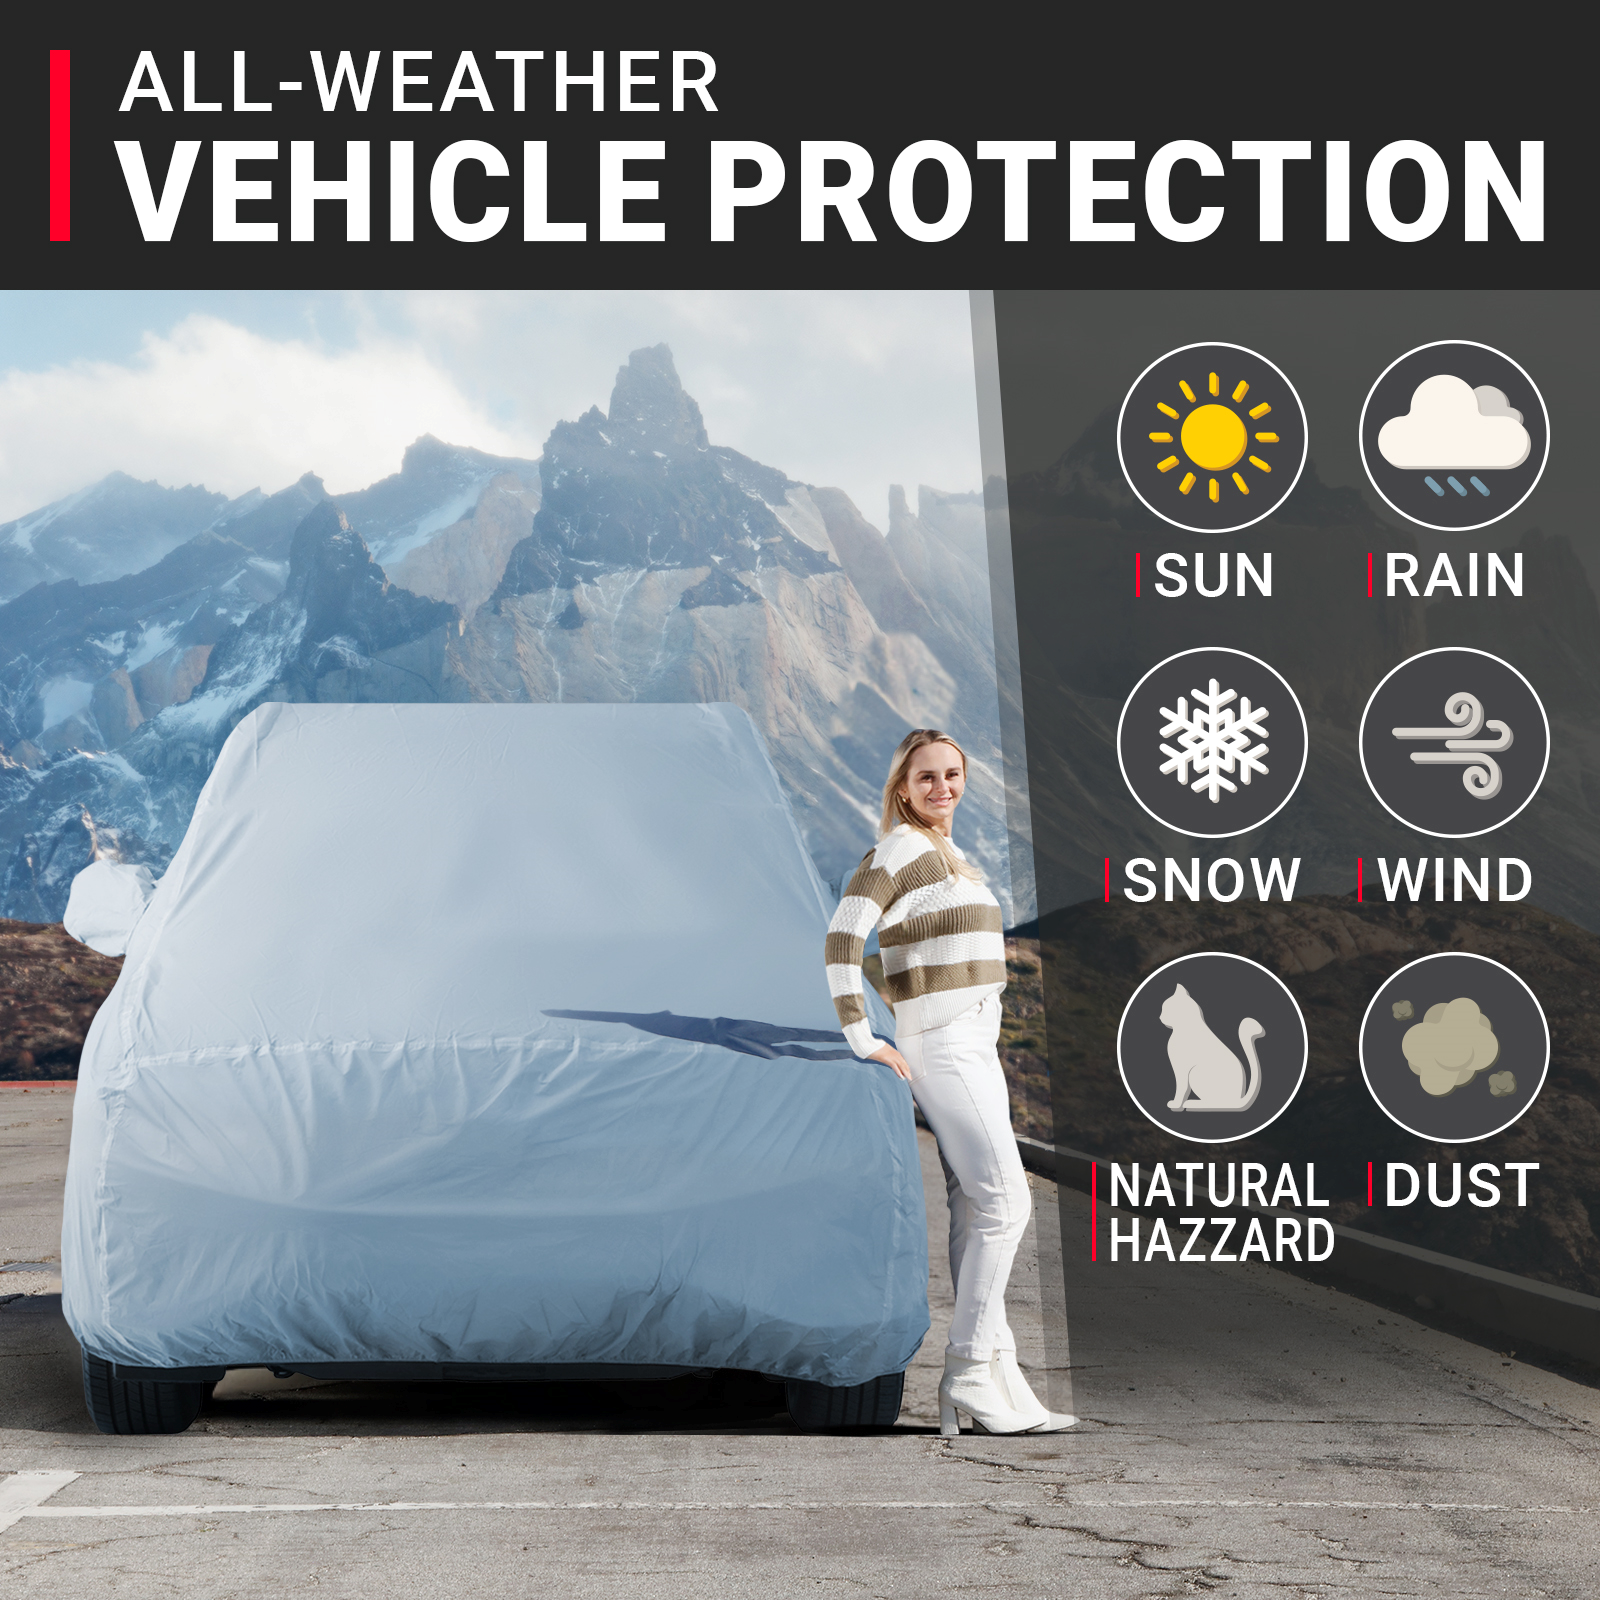 ALL-WEATHER
VEHICLE PROTECTION
SUN
RAIN
SNOW
WIND
NATURAL
HAZZARD
DUST